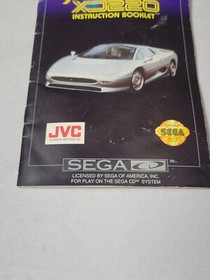 XJ220
INSTRUCTION BOOKLET
JVC
SEGA
SEGA CD™
LICENSED BY SEGA OF AMERICA, INC.
FOR PLAY ON THE SEGA CD™ SYSTEM